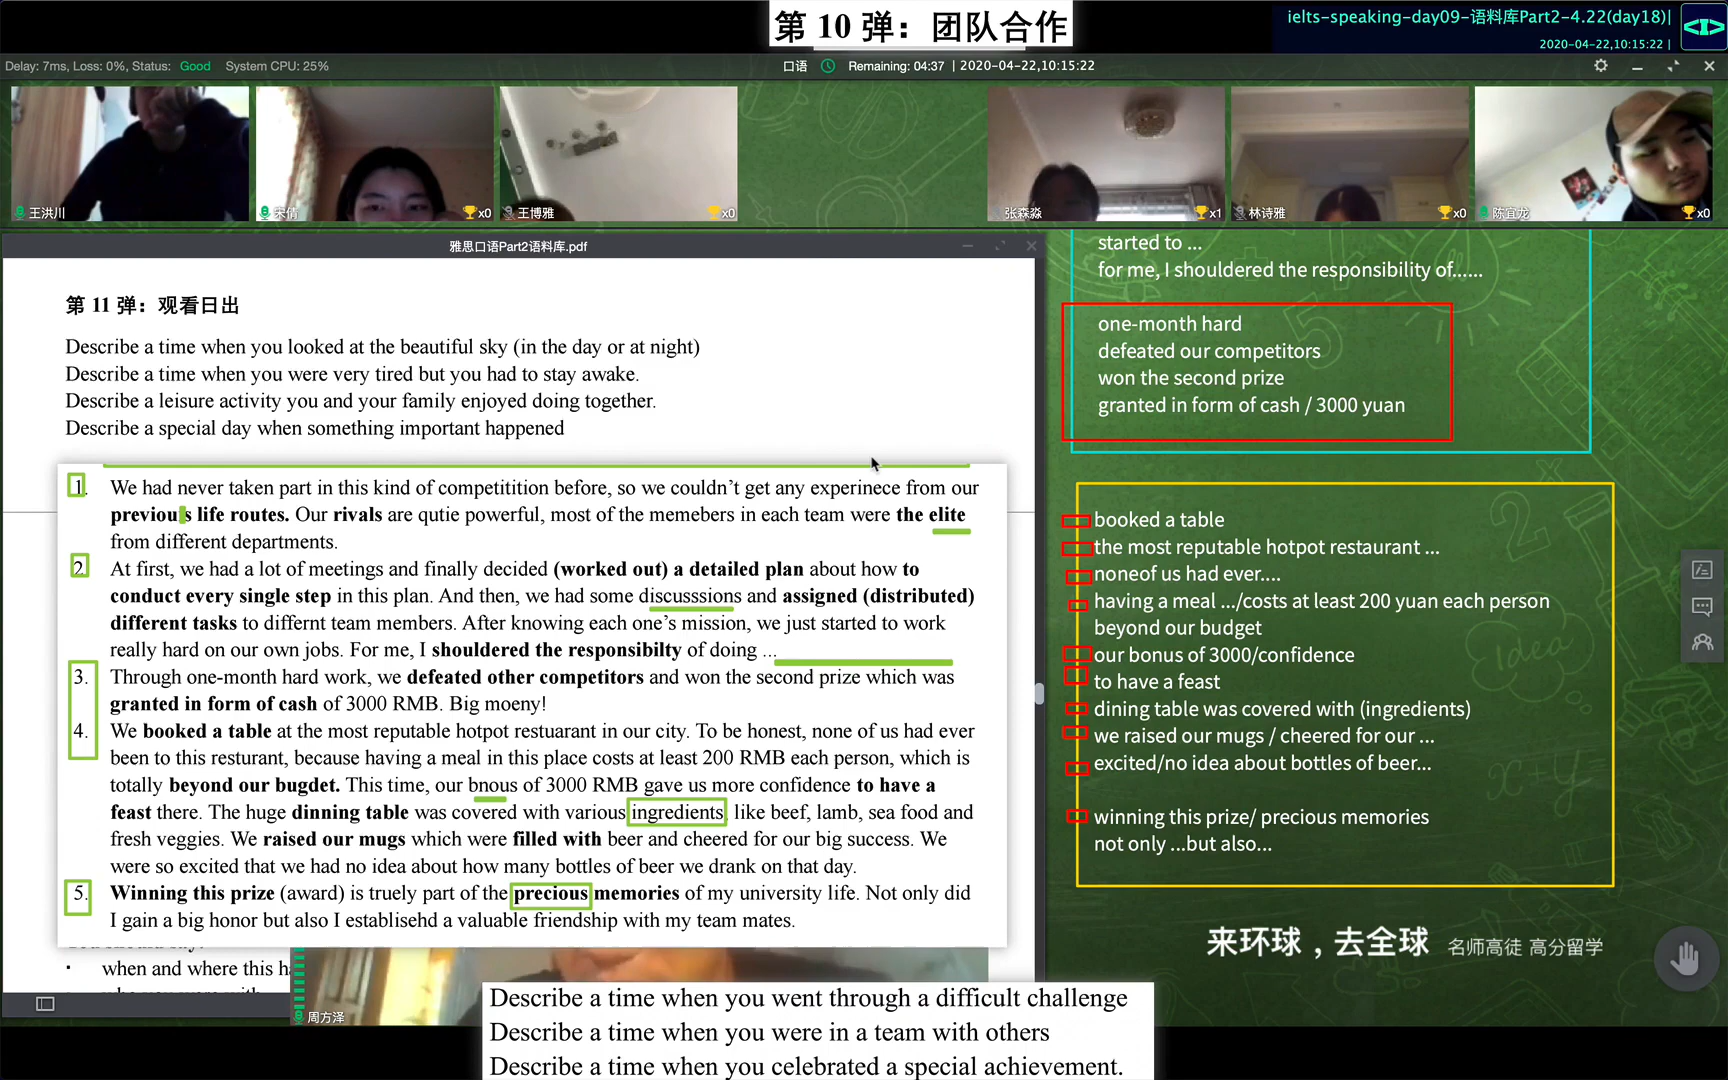 第 10 弹：团队合作
ielts-speaking-day09-语料库Part2-4.22(day18)|
2020-04-22,10:15:22 |
Delay: 7ms, Loss: 0%, Status: Good System CPU: 25%
口语 Remaining: 04:37 | 2020-04-22,10:15:22
王洪川
宋倩 x0
王博雅 x0
张森淼 x1
林诗雅 x0
陈宜龙 x0
雅思口语Part2语料库.pdf
第 11 弹：观看日出
Describe a time when you looked at the beautiful sky (in the day or at night)
Describe a time when you were very tired but you had to stay awake.
Describe a leisure activity you and your family enjoyed doing together.
Describe a special day when something important happened
1. We had never taken part in this kind of competitition before, so we couldn't get any experinece from our
previous life routes. Our rivals are qutie powerful, most of the memebers in each team were the elite
from different departments.
2. At first, we had a lot of meetings and finally decided (worked out) a detailed plan about how to
conduct every single step in this plan. And then, we had some discusssions and assigned (distributed)
different tasks to differnt team members. After knowing each one's mission, we just started to work
really hard on our own jobs. For me, I shouldered the responsibilty of doing ...
3. Through one-month hard work, we defeated other competitors and won the second prize which was
granted in form of cash of 3000 RMB. Big moeny!
4. We booked a table at the most reputable hotpot restuarant in our city. To be honest, none of us had ever
been to this resturant, because having a meal in this place costs at least 200 RMB each person, which is
totally beyond our bugdet. This time, our bnous of 3000 RMB gave us more confidence to have a
feast there. The huge dinning table was covered with various ingredients, like beef, lamb, sea food and
fresh veggies. We raised our mugs which were filled with beer and cheered for our big success. We
were so excited that we had no idea about how many bottles of beer we drank on that day.
5. Winning this prize (award) is truely part of the precious memories of my university life. Not only did
I gain a big honor but also I establisehd a valuable friendship with my team mates.
· when and where this ha
周方泽
started to ...
for me, I shouldered the responsibility of......
one-month hard
defeated our competitors
won the second prize
granted in form of cash / 3000 yuan
booked a table
the most reputable hotpot restaurant ...
noneof us had ever....
having a meal .../costs at least 200 yuan each person
beyond our budget
our bonus of 3000/confidence
to have a feast
dining table was covered with (ingredients)
we raised our mugs / cheered for our ...
excited/no idea about bottles of beer...
winning this prize/ precious memories
not only ...but also...
来环球，去全球 名师高徒 高分留学
Describe a time when you went through a difficult challenge
Describe a time when you were in a team with others
Describe a time when you celebrated a special achievement.